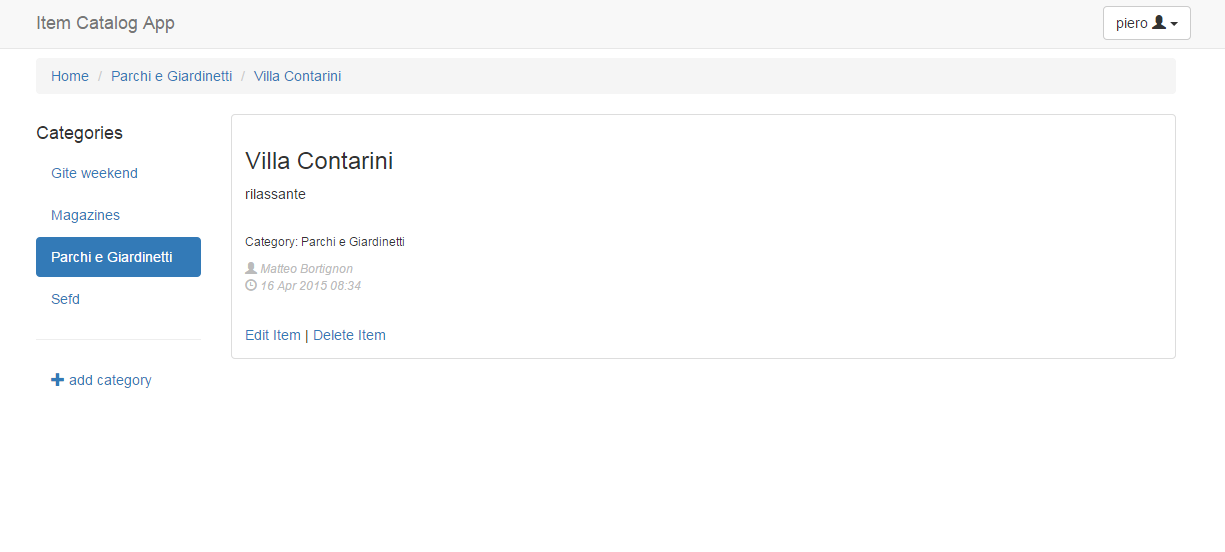 Item Catalog App
piero
Home / Parchi e Giardinetti / Villa Contarini
Categories
Gite weekend
Magazines
Parchi e Giardinetti
Sefd
add category
Villa Contarini
rilassante
Category: Parchi e Giardinetti
Matteo Bortignon
16 Apr 2015 08:34
Edit Item | Delete Item